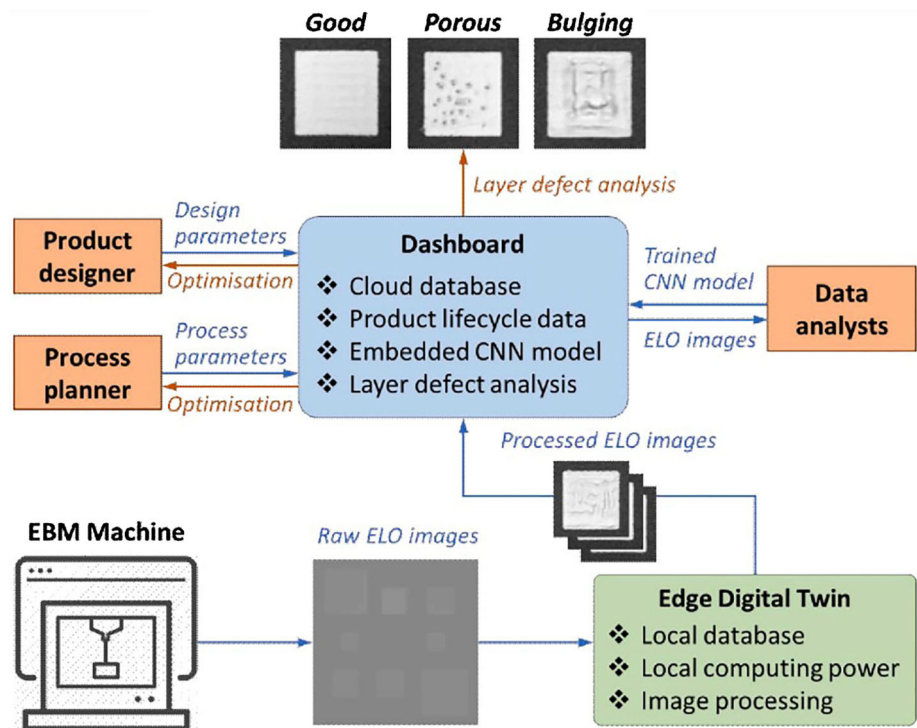 Good
Porous
Bulging
Layer defect analysis
Product
designer
Design
parameters
Optimisation
Process
planner
Process
parameters
Optimisation
Dashboard
❖ Cloud database
❖ Product lifecycle data
❖ Embedded CNN model
❖ Layer defect analysis
Trained
CNN model
ELO images
Data
analysts
Processed ELO images
EBM Machine
Raw ELO images
Edge Digital Twin
❖ Local database
❖ Local computing power
❖ Image processing